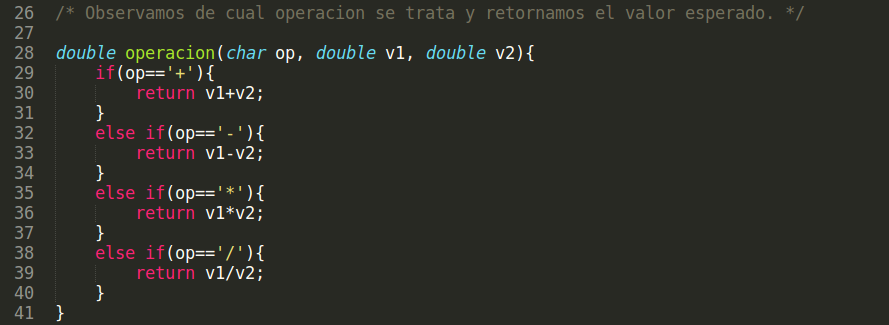 26 /* Observamos de cual operacion se trata y retornamos el valor esperado. */
27
28 double operacion(char op, double v1, double v2){
29     if(op=='+'){
30         return v1+v2;
31     }
32     else if(op=='-'){
33         return v1-v2;
34     }
35     else if(op=='*'){
36         return v1*v2;
37     }
38     else if(op=='/'){
39         return v1/v2;
40     }
41 }